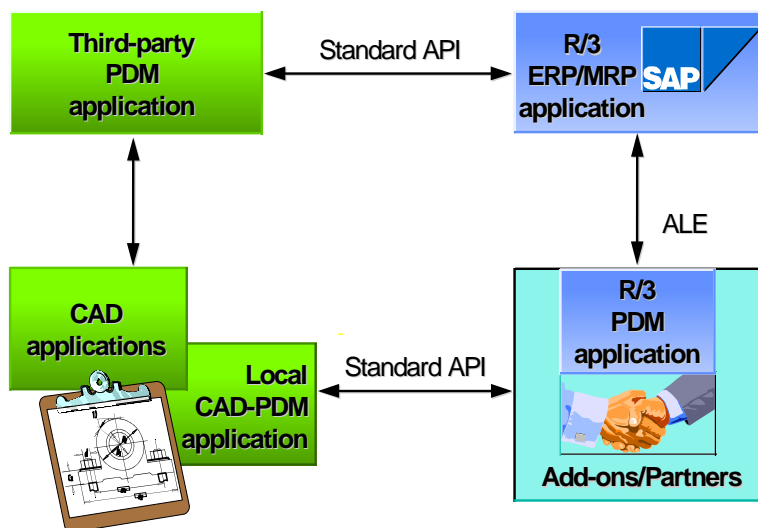 Third-party
PDM
application
Standard API
R/3
ERP/MRP
application
SAP
ALE
CAD
applications
Local
CAD-PDM
application
Standard API
R/3
PDM
application
Add-ons/Partners